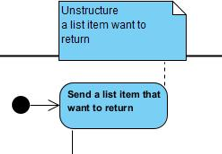 Unstructure
a list item want to
return
Send a list item that
want to return